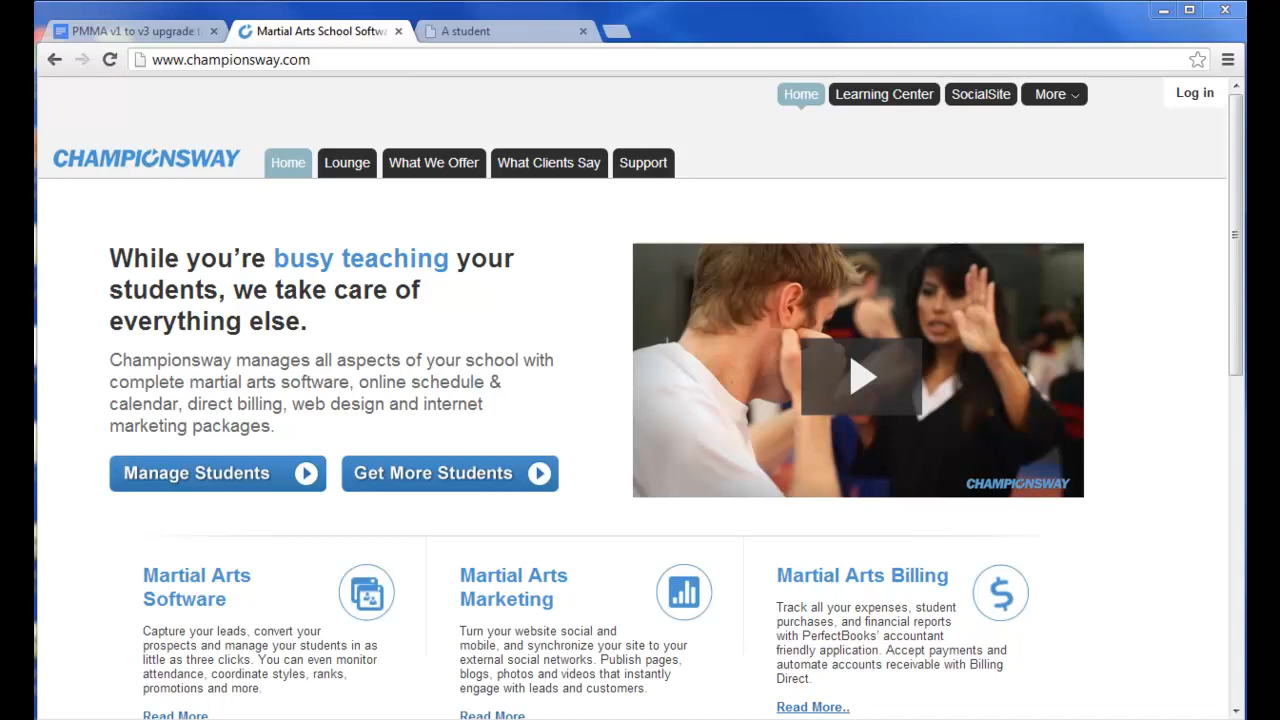 PMMA v1 to v3 upgrade
Martial Arts School Softw
A student
www.championsway.com
Home
Learning Center
SocialSite
More
Log in
CHAMPIONSWAY
Home
Lounge
What We Offer
What Clients Say
Support
While you're busy teaching your
students, we take care of
everything else.
Championsway manages all aspects of your school with
complete martial arts software, online schedule &
calendar, direct billing, web design and internet
marketing packages.
Manage Students
Get More Students
CHAMPIONSWAY
Martial Arts
Software
Capture your leads, convert your
prospects and manage your students in as
little as three clicks. You can even monitor
attendance, coordinate styles, ranks,
promotions and more.
Read More
Martial Arts
Marketing
Turn your website social and
mobile, and synchronize your site to your
external social networks. Publish pages,
blogs, photos and videos that instantly
engage with leads and customers.
Read More
Martial Arts Billing
Track all your expenses, student
purchases, and financial reports
with PerfectBooks' accountant
friendly application. Accept payments and
automate accounts receivable with Billing
Direct.
Read More..